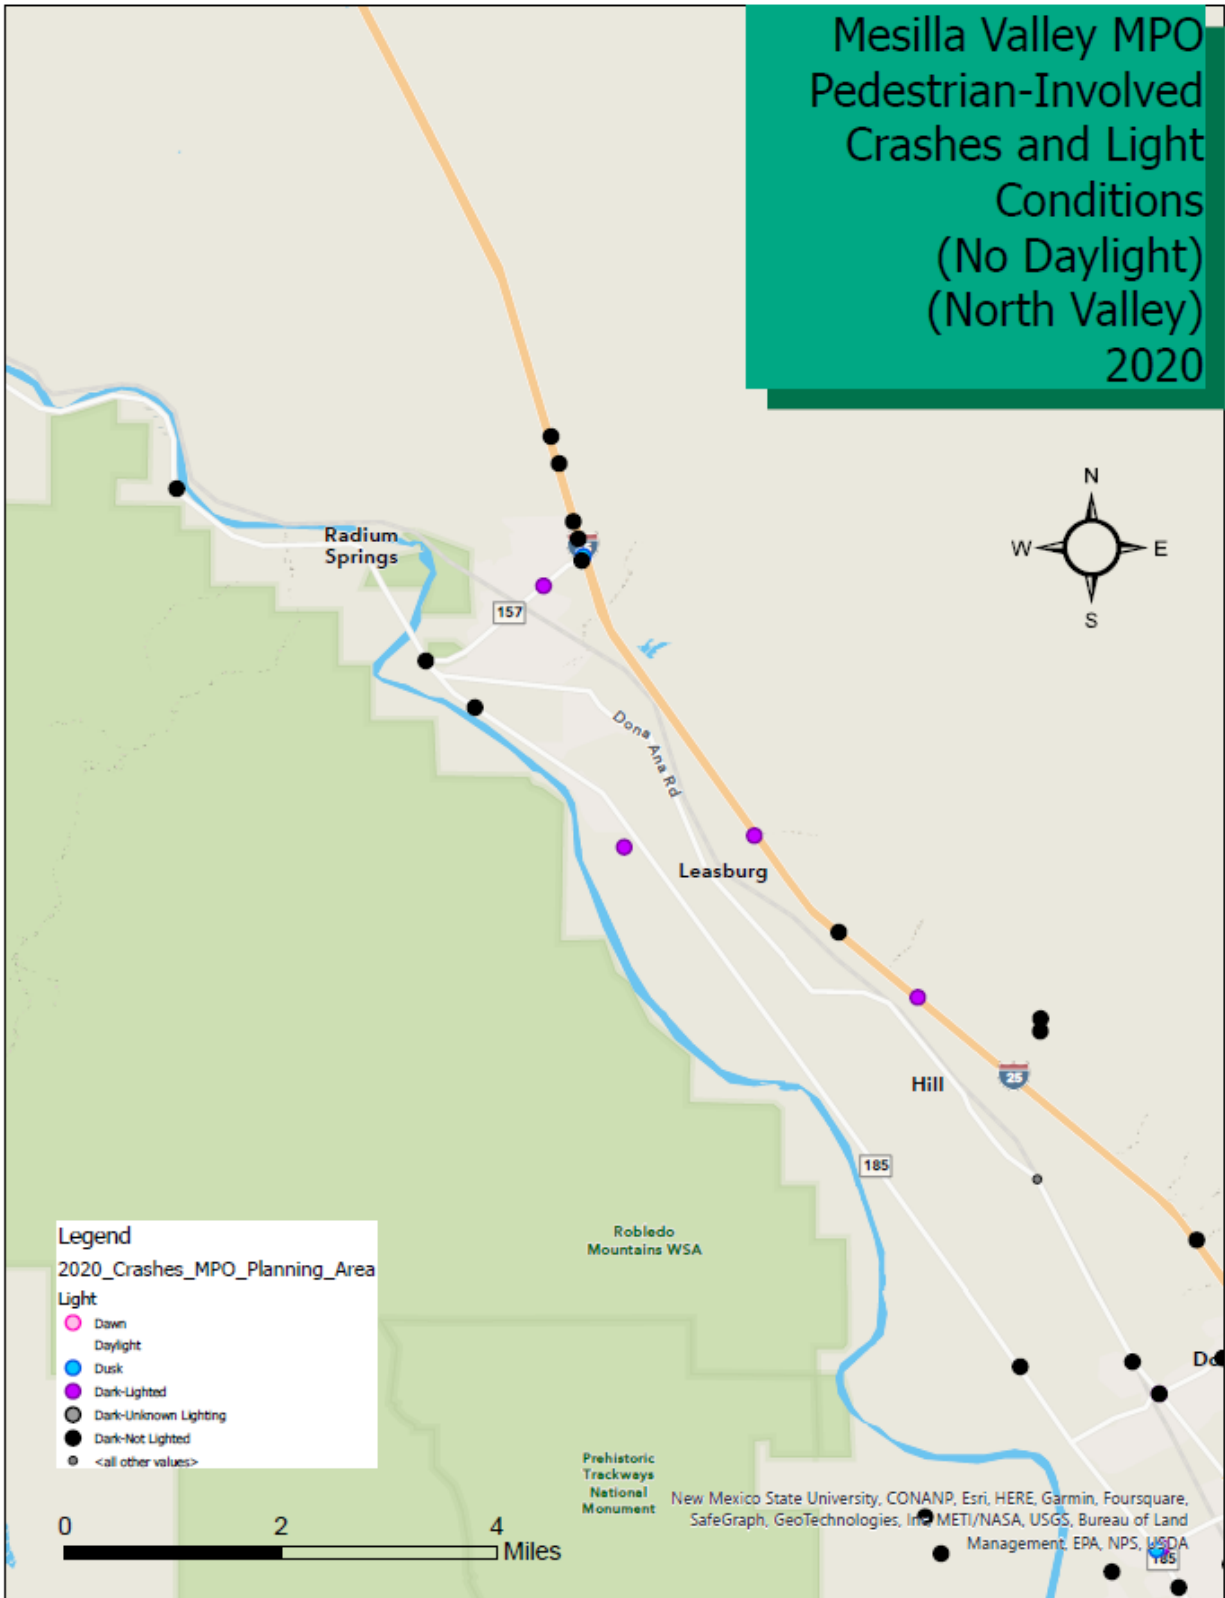 Mesilla Valley MPO
Pedestrian-Involved
Crashes and Light
Conditions
(No Daylight)
(North Valley)
2020
N
W
E
S
Radium
Springs
157
Dona Ana Rd
Leasburg
Hill
25
185
Robledo
Mountains WSA
Legend
2020_Crashes_MPO_Planning_Area
Light
Dawn
Daylight
Dusk
Dark-Lighted
Dark-Unknown Lighting
Dark-Not Lighted
<all other values>
Prehistoric
Trackways
National
Monument
New Mexico State University, CONANP, Esri, HERE, Garmin, Foursquare,
SafeGraph, GeoTechnologies, Inc, METI/NASA, USGS, Bureau of Land
Management, EPA, NPS, USDA
185
0 2 4
Miles